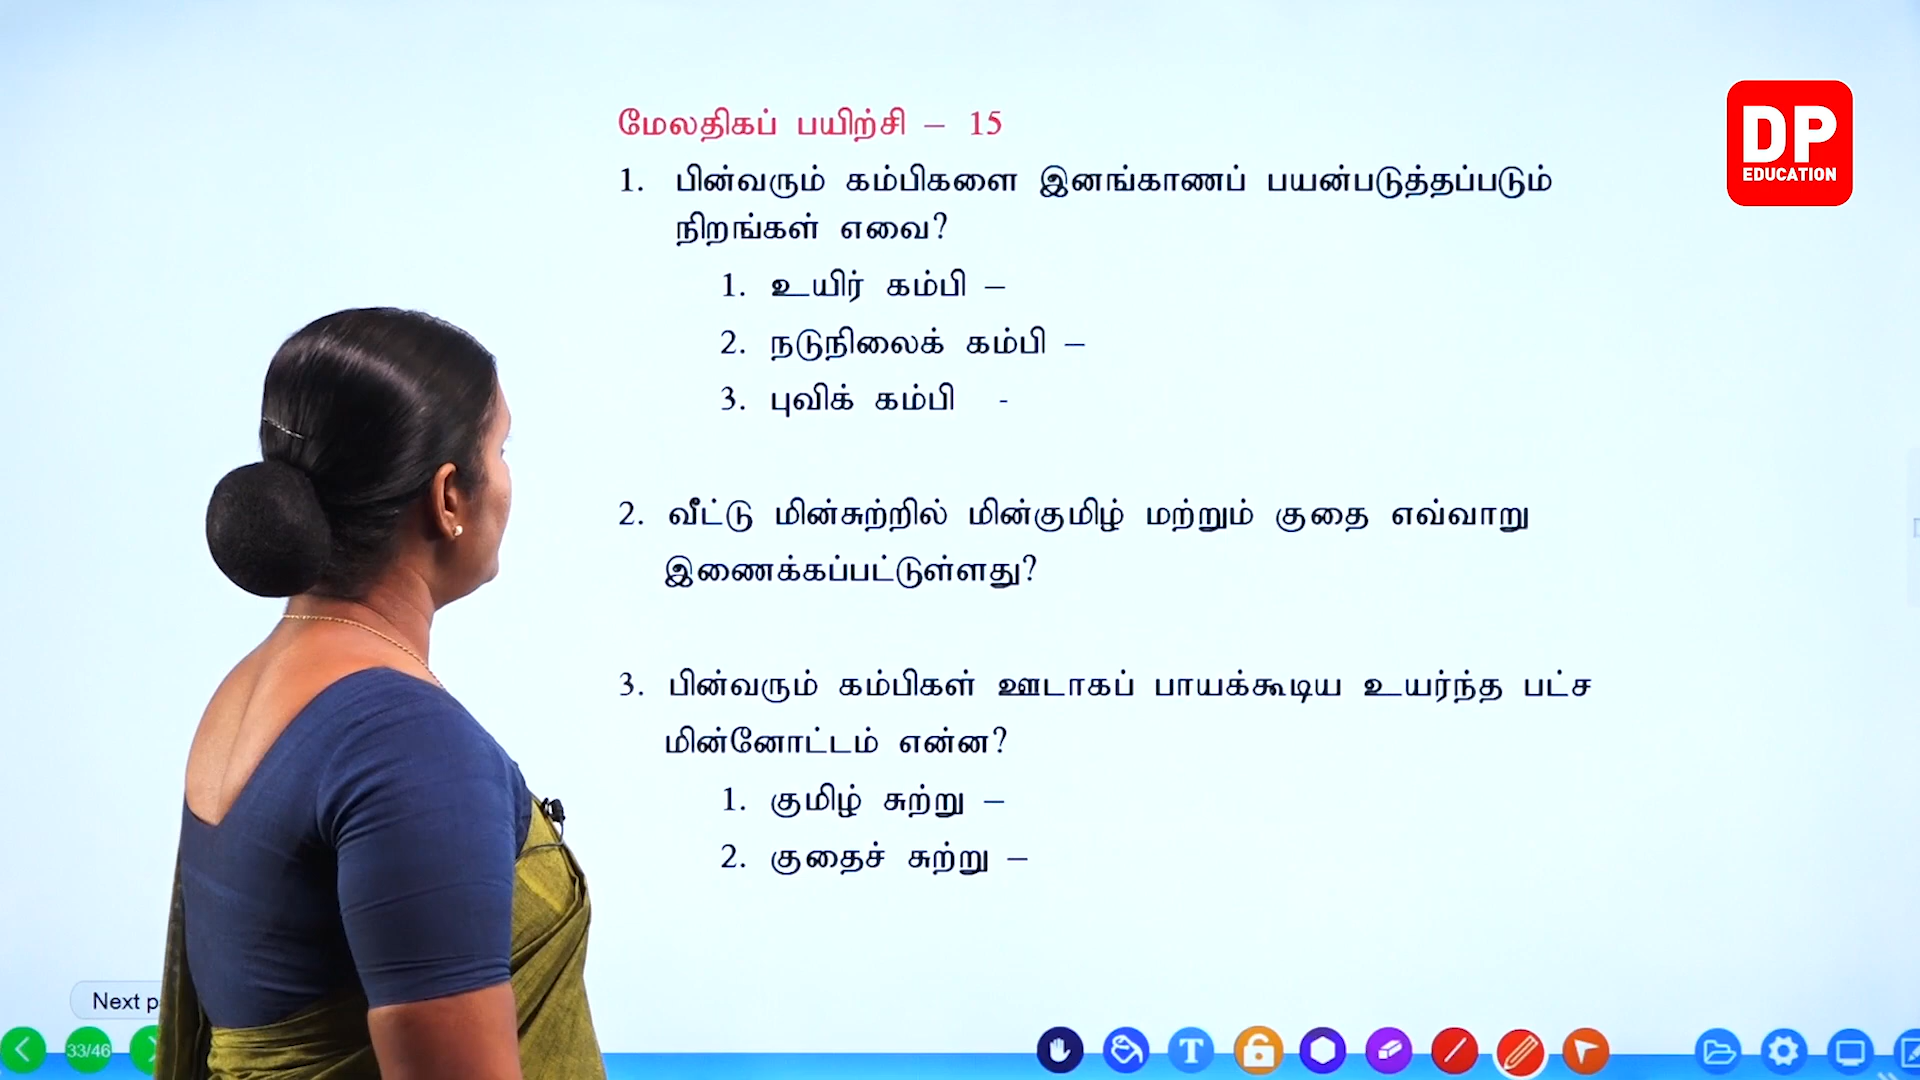 மேலதிகப் பயிற்சி – 15
DP
EDUCATION
1. பின்வரும் கம்பிகளை இனங்காணப் பயன்படுத்தப்படும்
நிறங்கள் எவை?
1. உயிர் கம்பி –
2. நடுநிலைக் கம்பி –
3. புவிக் கம்பி -
2. வீட்டு மின்சுற்றில் மின்குமிழ் மற்றும் குதை எவ்வாறு
இணைக்கப்பட்டுள்ளது?
3. பின்வரும் கம்பிகள் ஊடாகப் பாயக்கூடிய உயர்ந்த பட்ச
மின்னோட்டம் என்ன?
1. குமிழ் சுற்று –
2. குதைச் சுற்று –
Next p
33/46
T